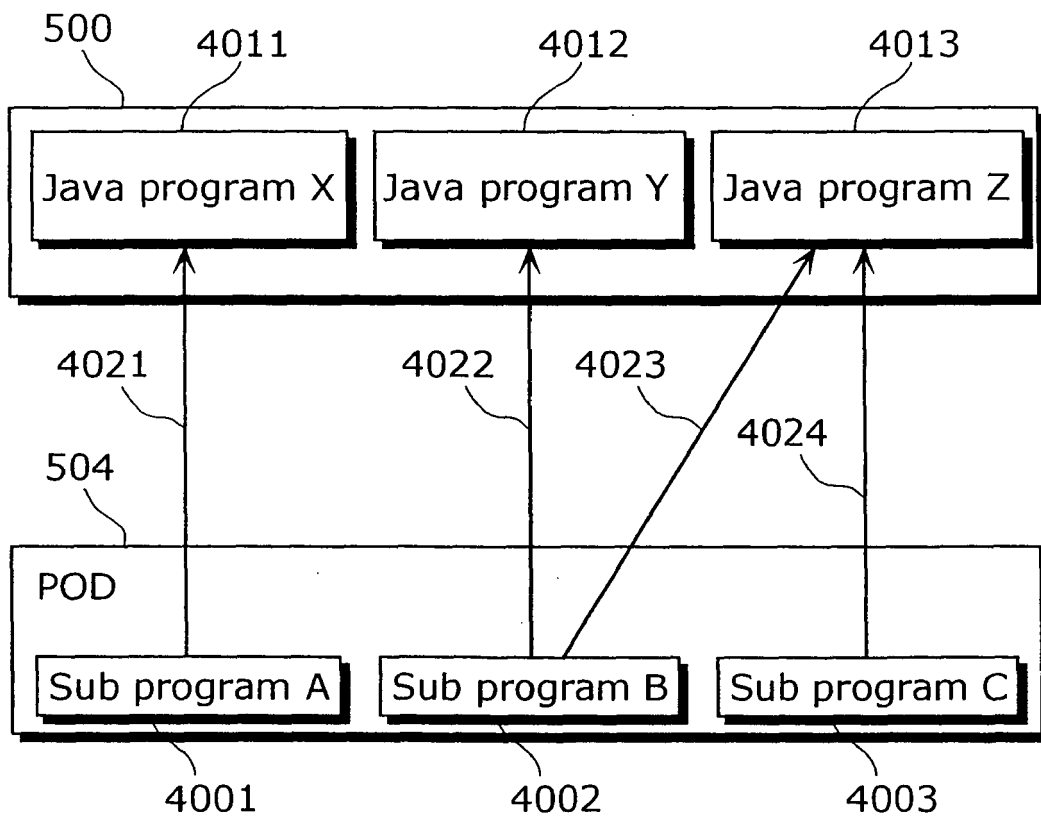 500
4011
4012
4013
Java program X
Java program Y
Java program Z
4021
4022
4023
4024
504
POD
Sub program A
Sub program B
Sub program C
4001
4002
4003